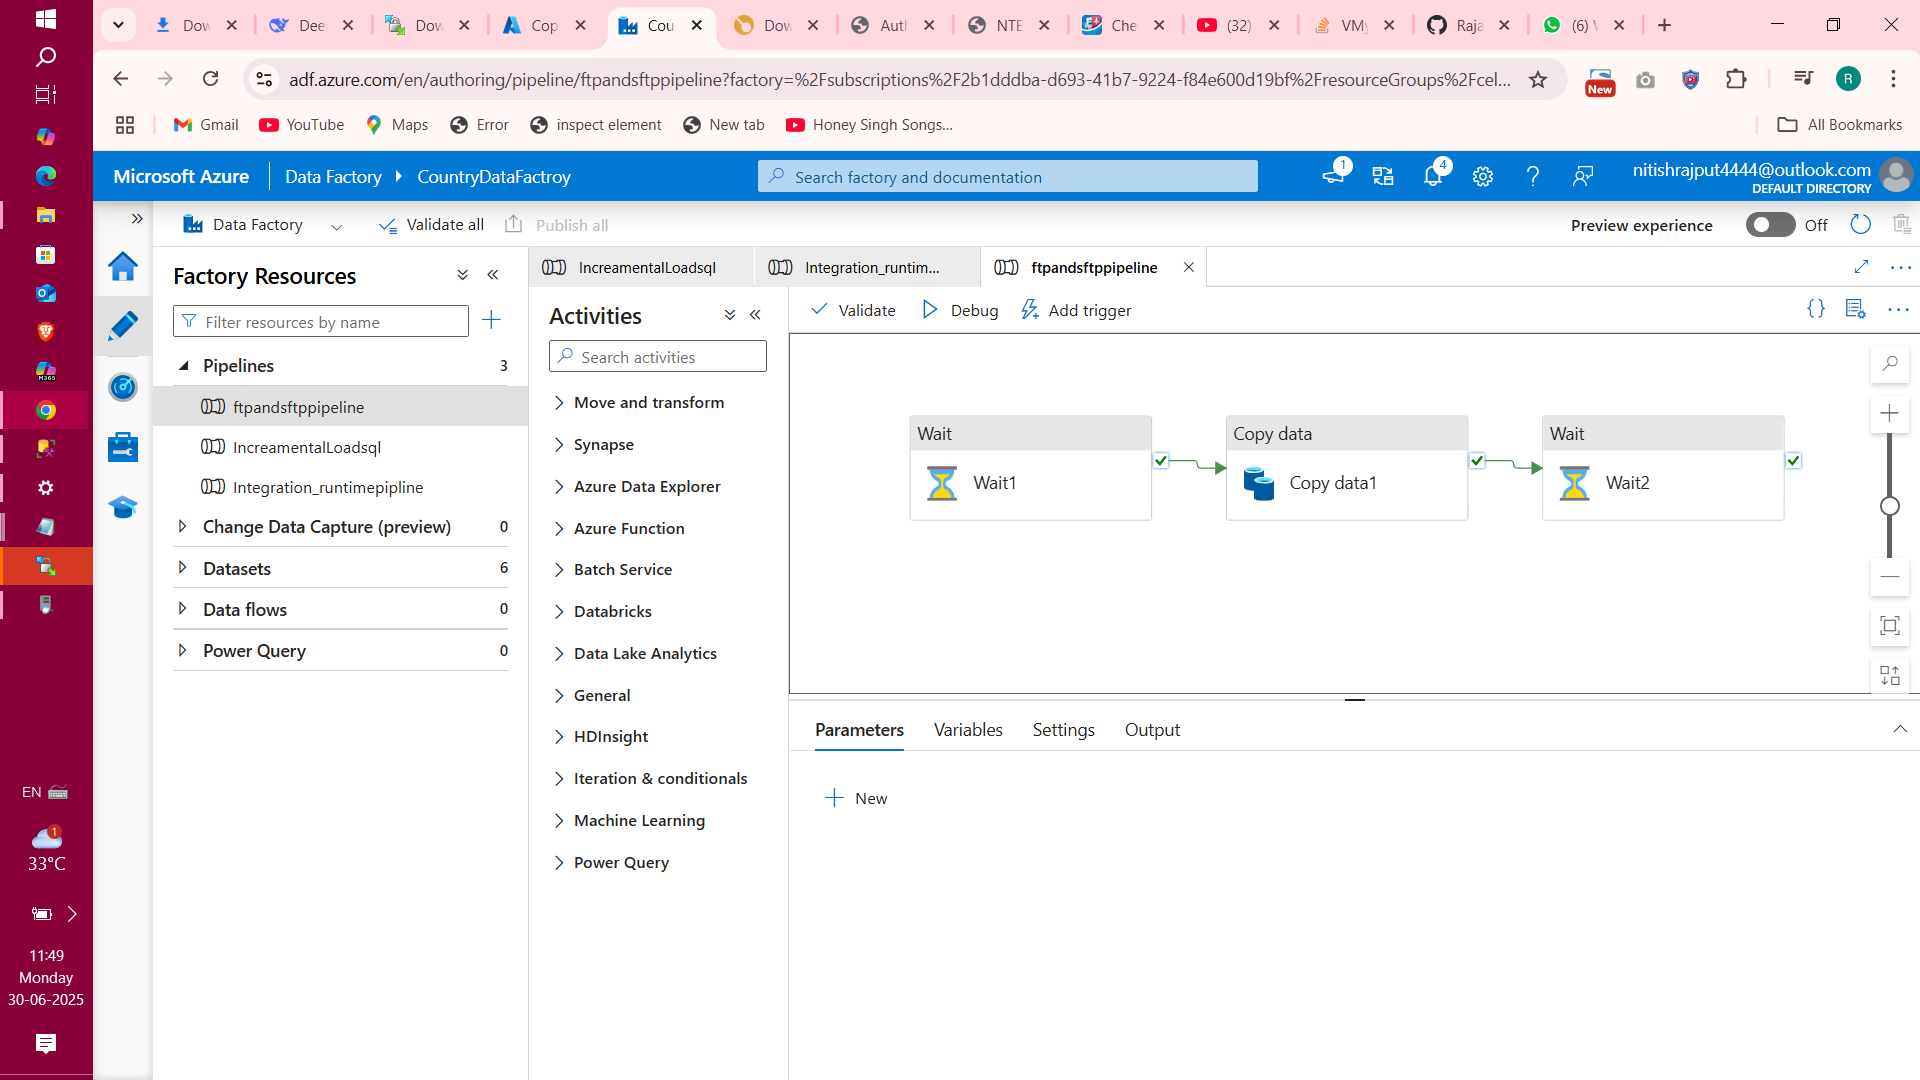 Dow
Deep
Dow
Cop
Cou
Dow
Auth
NTE
Che
(32)
VMy
Raja
(6) W
adf.azure.com/en/authoring/pipeline/ftpandsftppipeline?factory=%2Fsubscriptions%2F2b1dddba-d693-41b7-9224-f84e600d19bf%2FresourceGroups%2Fcel...
New
R
Gmail
YouTube
Maps
Error
inspect element
New tab
Honey Singh Songs...
All Bookmarks
Microsoft Azure
Data Factory
CountryDataFactroy
Search factory and documentation
1
4
nitishrajput4444@outlook.com
DEFAULT DIRECTORY
Data Factory
Validate all
Publish all
Preview experience
Off
Factory Resources
Filter resources by name
Pipelines 3
ftpandsftppipeline
IncreamentalLoadsql
Integration_runtimepipline
Change Data Capture (preview) 0
Datasets 6
Data flows 0
Power Query 0
IncreamentalLoadsql
Integration_runtim...
ftpandsftppipeline
Activities
Search activities
Move and transform
Synapse
Azure Data Explorer
Azure Function
Batch Service
Databricks
Data Lake Analytics
General
HDInsight
Iteration & conditionals
Machine Learning
Power Query
Validate
Debug
Add trigger
Wait
Wait1
Copy data
Copy data1
Wait
Wait2
Parameters
Variables
Settings
Output
New
M365
EN
1
33°C
11:49
Monday
30-06-2025